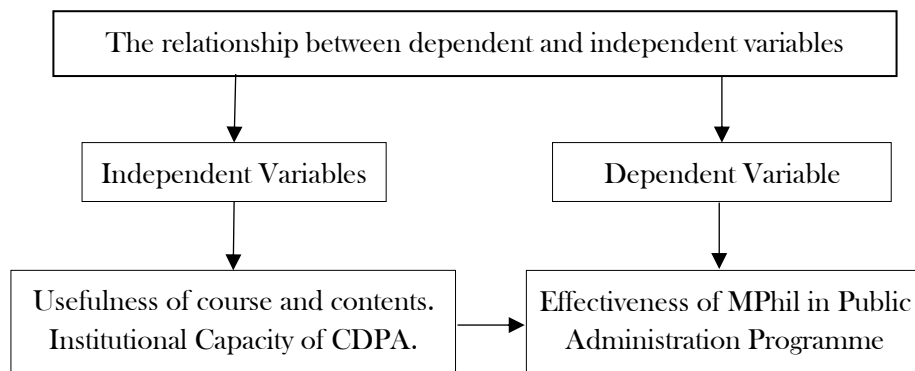 The relationship between dependent and independent variables
Independent Variables
Dependent Variable
Usefulness of course and contents.
Institutional Capacity of CDPA.
Effectiveness of MPhil in Public
Administration Programme